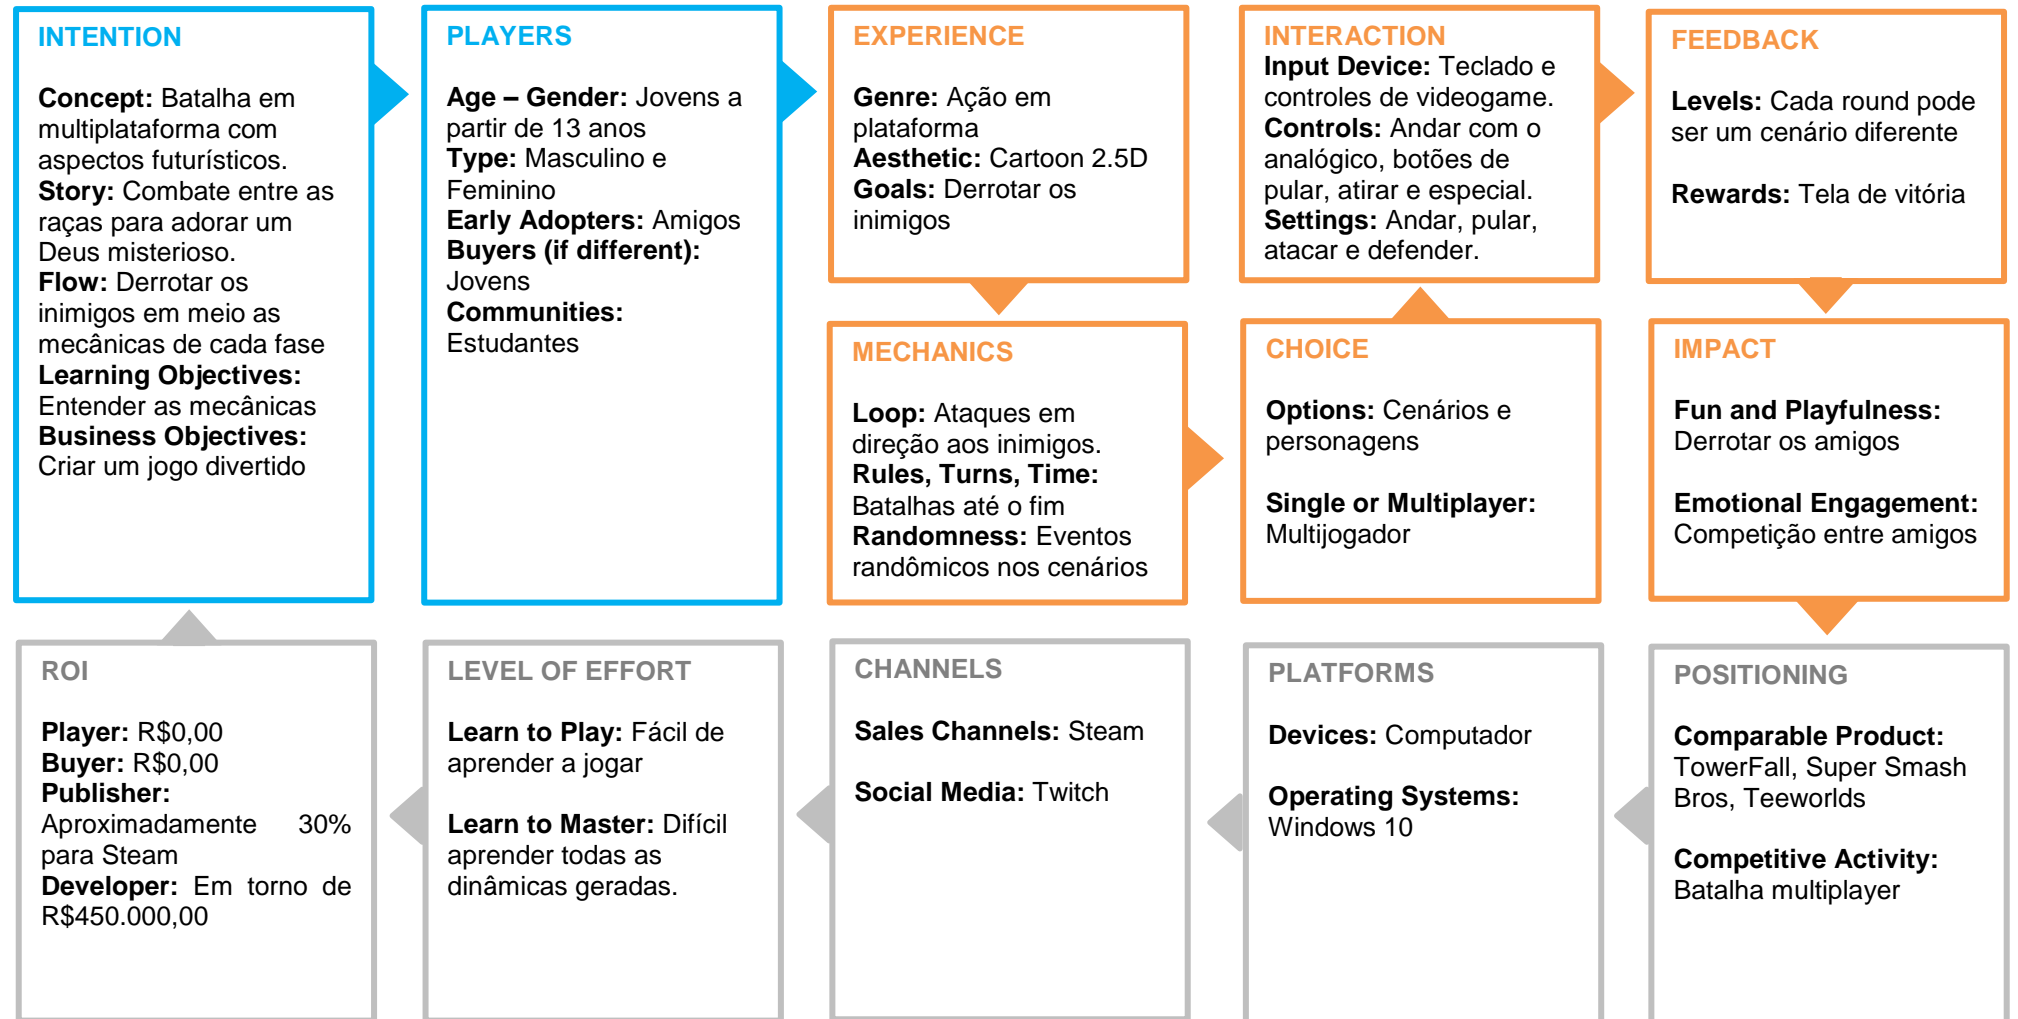 INTENTION
Concept: Batalha em
multiplataforma com
aspectos futurísticos.
Story: Combate entre as
raças para adorar um
Deus misterioso.
Flow: Derrotar os
inimigos em meio as
mecânicas de cada fase
Learning Objectives:
Entender as mecânicas
Business Objectives:
Criar um jogo divertido
PLAYERS
Age – Gender: Jovens a
partir de 13 anos
Type: Masculino e
Feminino
Early Adopters: Amigos
Buyers (if different):
Jovens
Communities:
Estudantes
EXPERIENCE
Genre: Ação em
plataforma
Aesthetic: Cartoon 2.5D
Goals: Derrotar os
inimigos
MECHANICS
Loop: Ataques em
direção aos inimigos.
Rules, Turns, Time:
Batalhas até o fim
Randomness: Eventos
randômicos nos cenários
CHOICE
Options: Cenários e
personagens
Single or Multiplayer:
Multijogador
INTERACTION
Input Device: Teclado e
controles de videogame.
Controls: Andar com o
analógico, botões de
pular, atirar e especial.
Settings: Andar, pular,
atacar e defender.
FEEDBACK
Levels: Cada round pode
ser um cenário diferente
Rewards: Tela de vitória
IMPACT
Fun and Playfulness:
Derrotar os amigos
Emotional Engagement:
Competição entre amigos
POSITIONING
Comparable Product:
TowerFall, Super Smash
Bros, Teeworlds
Competitive Activity:
Batalha multiplayer
PLATFORMS
Devices: Computador
Operating Systems:
Windows 10
CHANNELS
Sales Channels: Steam
Social Media: Twitch
LEVEL OF EFFORT
Learn to Play: Fácil de
aprender a jogar
Learn to Master: Difícil
aprender todas as
dinâmicas geradas.
ROI
Player: R$0,00
Buyer: R$0,00
Publisher:
Aproximadamente 30%
para Steam
Developer: Em torno de
R$450.000,00